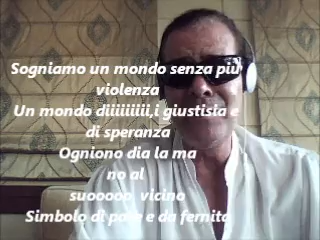 Sogniamo un mondo senza più
violenza
Un mondo diiiiiiiii,i giustisia e
di speranza
Ogniono dia la ma
no al
suooooo vicino
Simbolo di pace e da fernita